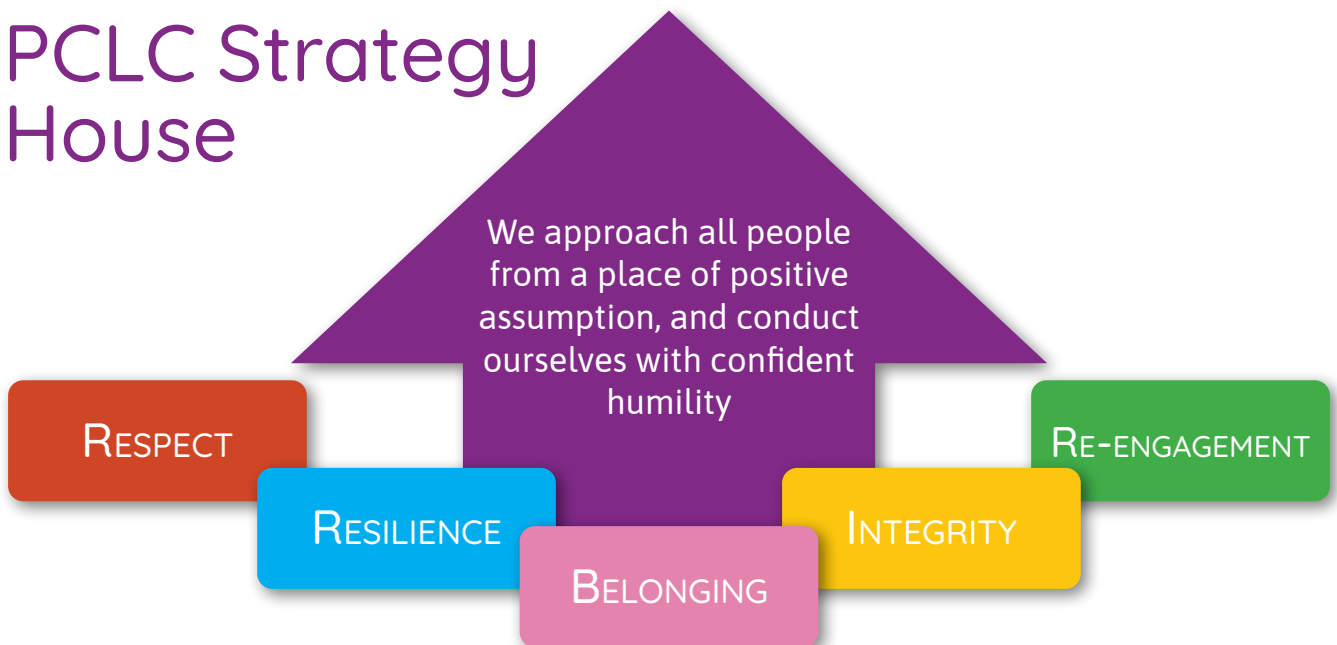 PCLC Strategy
House
We approach all people
from a place of positive
assumption, and conduct
ourselves with confident
humility
Respect
Re-engagement
Resilience
Integrity
Belonging